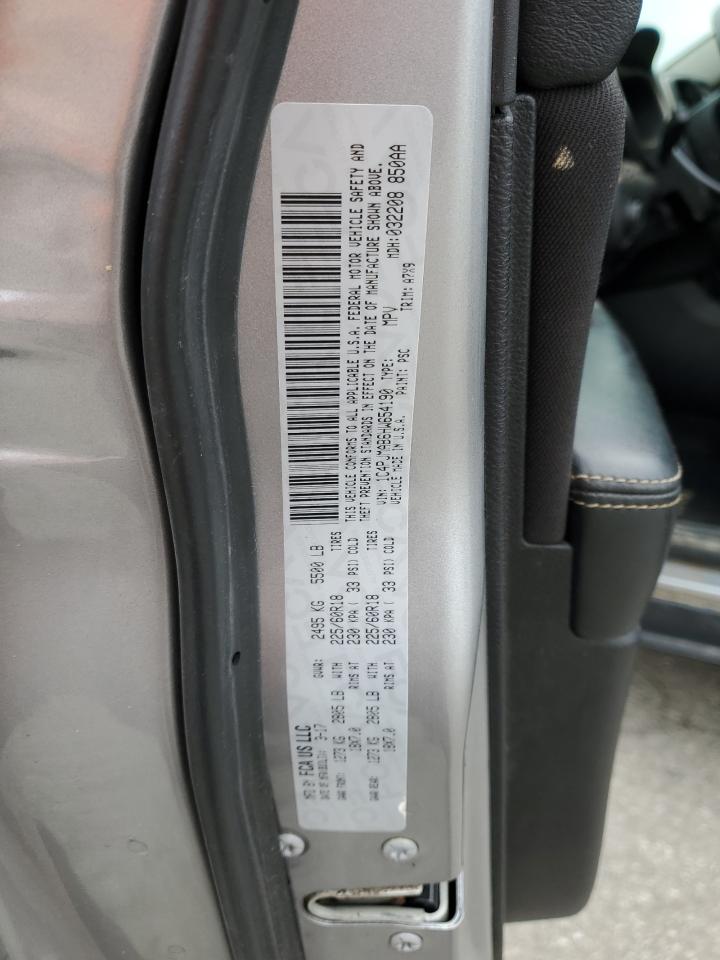 MFD BY FCA US LLC
DATE OF MFR 3-17 GVWR: 2495 KG 5500 LB
GAWR FRONT: 1273 KG 2805 LB WITH 225/60R18 TIRES
18X7.0 RIMS AT 230 KPA ( 33 PSI) COLD
GAWR REAR: 1273 KG 2805 LB WITH 225/60R18 TIRES
18X7.0 RIMS AT 230 KPA ( 33 PSI) COLD
THIS VEHICLE CONFORMS TO ALL APPLICABLE U.S.A. FEDERAL MOTOR VEHICLE SAFETY AND
THEFT PREVENTION STANDARDS IN EFFECT ON THE DATE OF MANUFACTURE SHOWN ABOVE.
VIN: 1C4PJMAB6HW654190 TYPE: MPV MDH:032208 850AA
VEHICLE MADE IN U.S.A. PAINT: PSC TRIM: A7X9